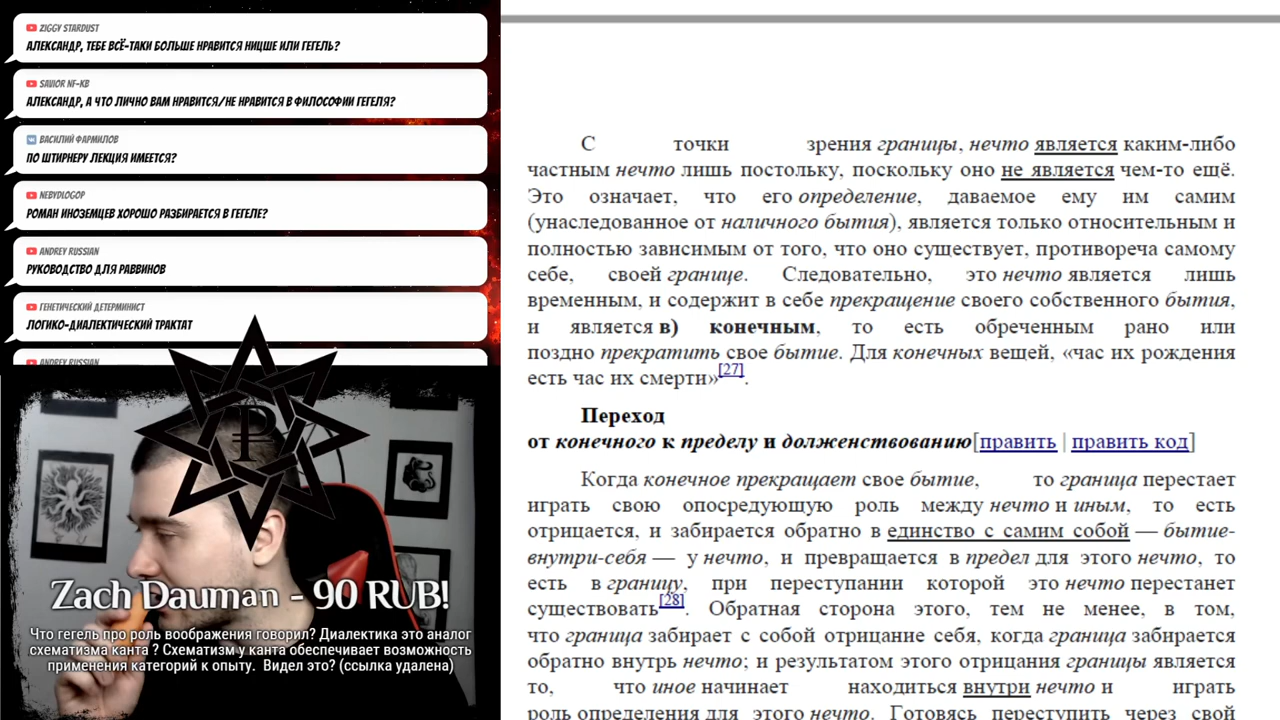 ZIGGY STARDUST
АЛЕКСАНДР, ТЕБЕ ВСЁ-ТАКИ БОЛЬШЕ НРАВИТСЯ НИЦШЕ ИЛИ ГЕГЕЛЬ?
SAVIOR NF-KB
АЛЕКСАНДР, А ЧТО ЛИЧНО ВАМ НРАВИТСЯ/НЕ НРАВИТСЯ В ФИЛОСОФИИ ГЕГЕЛЯ?
ВАСИЛИЙ ФАРМИЛОВ
ПО ШТИРНЕРУ ЛЕКЦИЯ ИМЕЕТСЯ?
NEBYDLOGOP
РОМАН ИНОЗЕМЦЕВ ХОРОШО РАЗБИРАЕТСЯ В ГЕГЕЛЕ?
ANDREY RUSSIAN
РУКОВОДСТВО ДЛЯ РАВВИНОВ
ГЕНЕТИЧЕСКИЙ ДЕТЕРМИНИСТ
ЛОГИКО-ДИАЛЕКТИЧЕСКИЙ ТРАКТАТ
ANDREY RUSSIAN
Zach Dauman - 90 RUB!
Что гегель про роль воображения говорил? Диалектика это аналог
схематизма канта ? Схематизм у канта обеспечивает возможность
применения категорий к опыту. Видел это? (ссылка удалена)
С точки зрения границы, нечто является каким-либо
частным нечто лишь постольку, поскольку оно не является чем-то ещё.
Это означает, что его определение, даваемое ему им самим
(унаследованное от наличного бытия), является только относительным и
полностью зависимым от того, что оно существует, противореча самому
себе, своей границе. Следовательно, это нечто является лишь
временным, и содержит в себе прекращение своего собственного бытия,
и является в) конечным, то есть обреченным рано или
поздно прекратить свое бытие. Для конечных вещей, «час их рождения
есть час их смерти»[27].
Переход
от конечного к пределу и долженствованию[править | править код]
Когда конечное прекращает свое бытие, то граница перестает
играть свою опосредующую роль между нечто и иным, то есть
отрицается, и забирается обратно в единство с самим собой — бытие-
внутри-себя — у нечто, и превращается в предел для этого нечто, то
есть в границу, при переступании которой это нечто перестанет
существовать[28]. Обратная сторона этого, тем не менее, в том,
что граница забирает с собой отрицание себя, когда граница забирается
обратно внутрь нечто; и результатом этого отрицания границы является
то, что иное начинает находиться внутри нечто и играть
роль определения для этого нечто. Готовясь переступить через свой